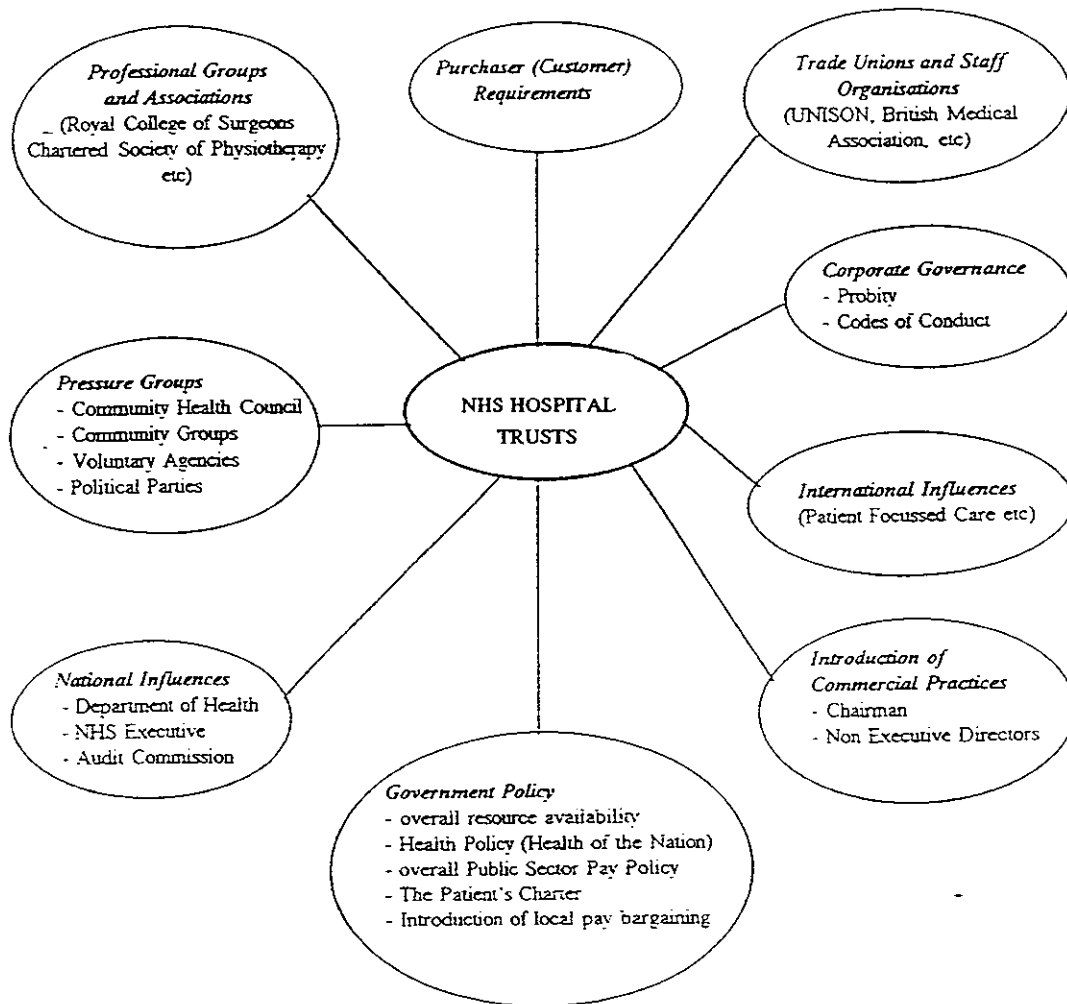 Professional Groups
and Associations
(Royal College of Surgeons
Chartered Society of Physiotherapy
etc)
Purchaser (Customer)
Requirements
Trade Unions and Staff
Organisations
(UNISON, British Medical
Association, etc)
Corporate Governance
- Probity
- Codes of Conduct
Pressure Groups
- Community Health Council
- Community Groups
- Voluntary Agencies
- Political Parties
NHS HOSPITAL
TRUSTS
International Influences
(Patient Focussed Care etc)
National Influences
- Department of Health
- NHS Executive
- Audit Commission
Introduction of
Commercial Practices
- Chairman
- Non Executive Directors
Government Policy
- overall resource availability
- Health Policy (Health of the Nation)
- overall Public Sector Pay Policy
- The Patient's Charter
- Introduction of local pay bargaining